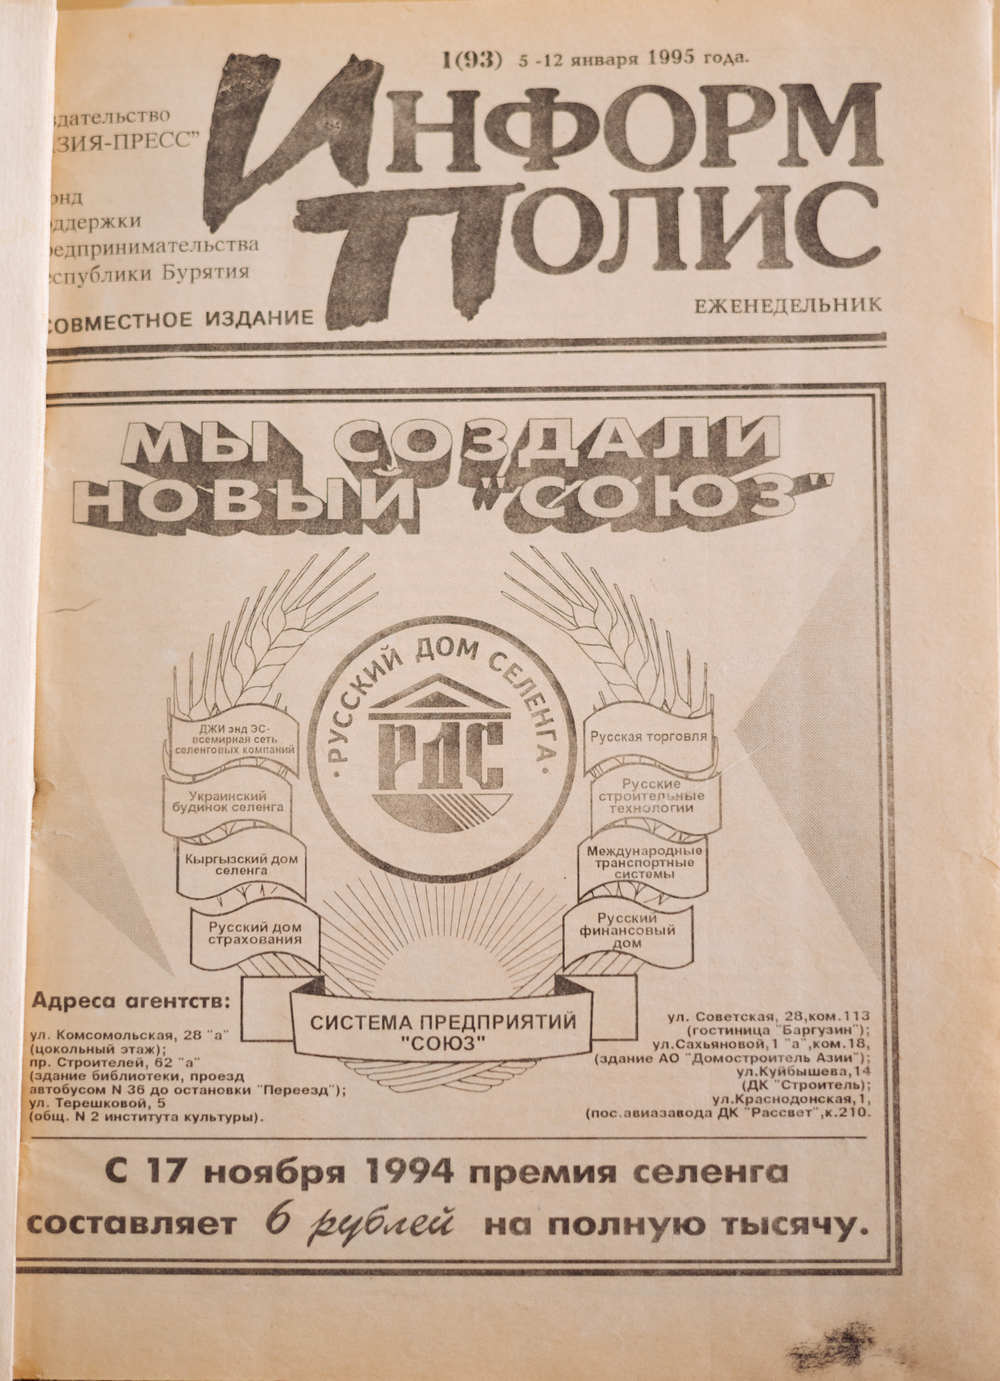 1(93) 5 -12 января 1995 года.
ИНФОРМ
ПОЛИС
ЕЖЕНЕДЕЛЬНИК
здательство
ЗИЯ-ПРЕСС"
онд
оддержки
редпринимательства
еспублики Бурятия
СОВМЕСТНОЕ ИЗДАНИЕ
МЫ СОЗДАЛИ
НОВЫЙ "СОЮЗ"
· РУССКИЙ ДОМ СЕЛЕНГА ·
РДС
ДЖИ энд ЭС-
всемирная сеть
селенговых компаний
Украинский
будинок селенга
Кыргызский дом
селенга
Русский дом
страхования
Русская торговля
Русские
строительные
технологии
Международные
транспортные
системы
Русский
финансовый
дом
СИСТЕМА ПРЕДПРИЯТИЙ
"СОЮЗ"
Адреса агентств:
ул. Комсомольская, 28 "а"
(цокольный этаж);
пр. Строителей, 62 "а"
(здание библиотеки, проезд
автобусом N 36 до остановки "Переезд");
ул. Терешковой, 5
(общ. N 2 института культуры).
ул. Советская, 28,ком.113
(гостиница "Баргузин");
ул.Сахьяновой,1 "а",ком.18,
(здание АО "Домостроитель Азии");
ул.Куйбышева,14
(ДК "Строитель);
ул.Краснодонская,1,
(пос.авиазавода ДК "Рассвет",к.210.
С 17 ноября 1994 премия селенга
составляет 6 рублей на полную тысячу.